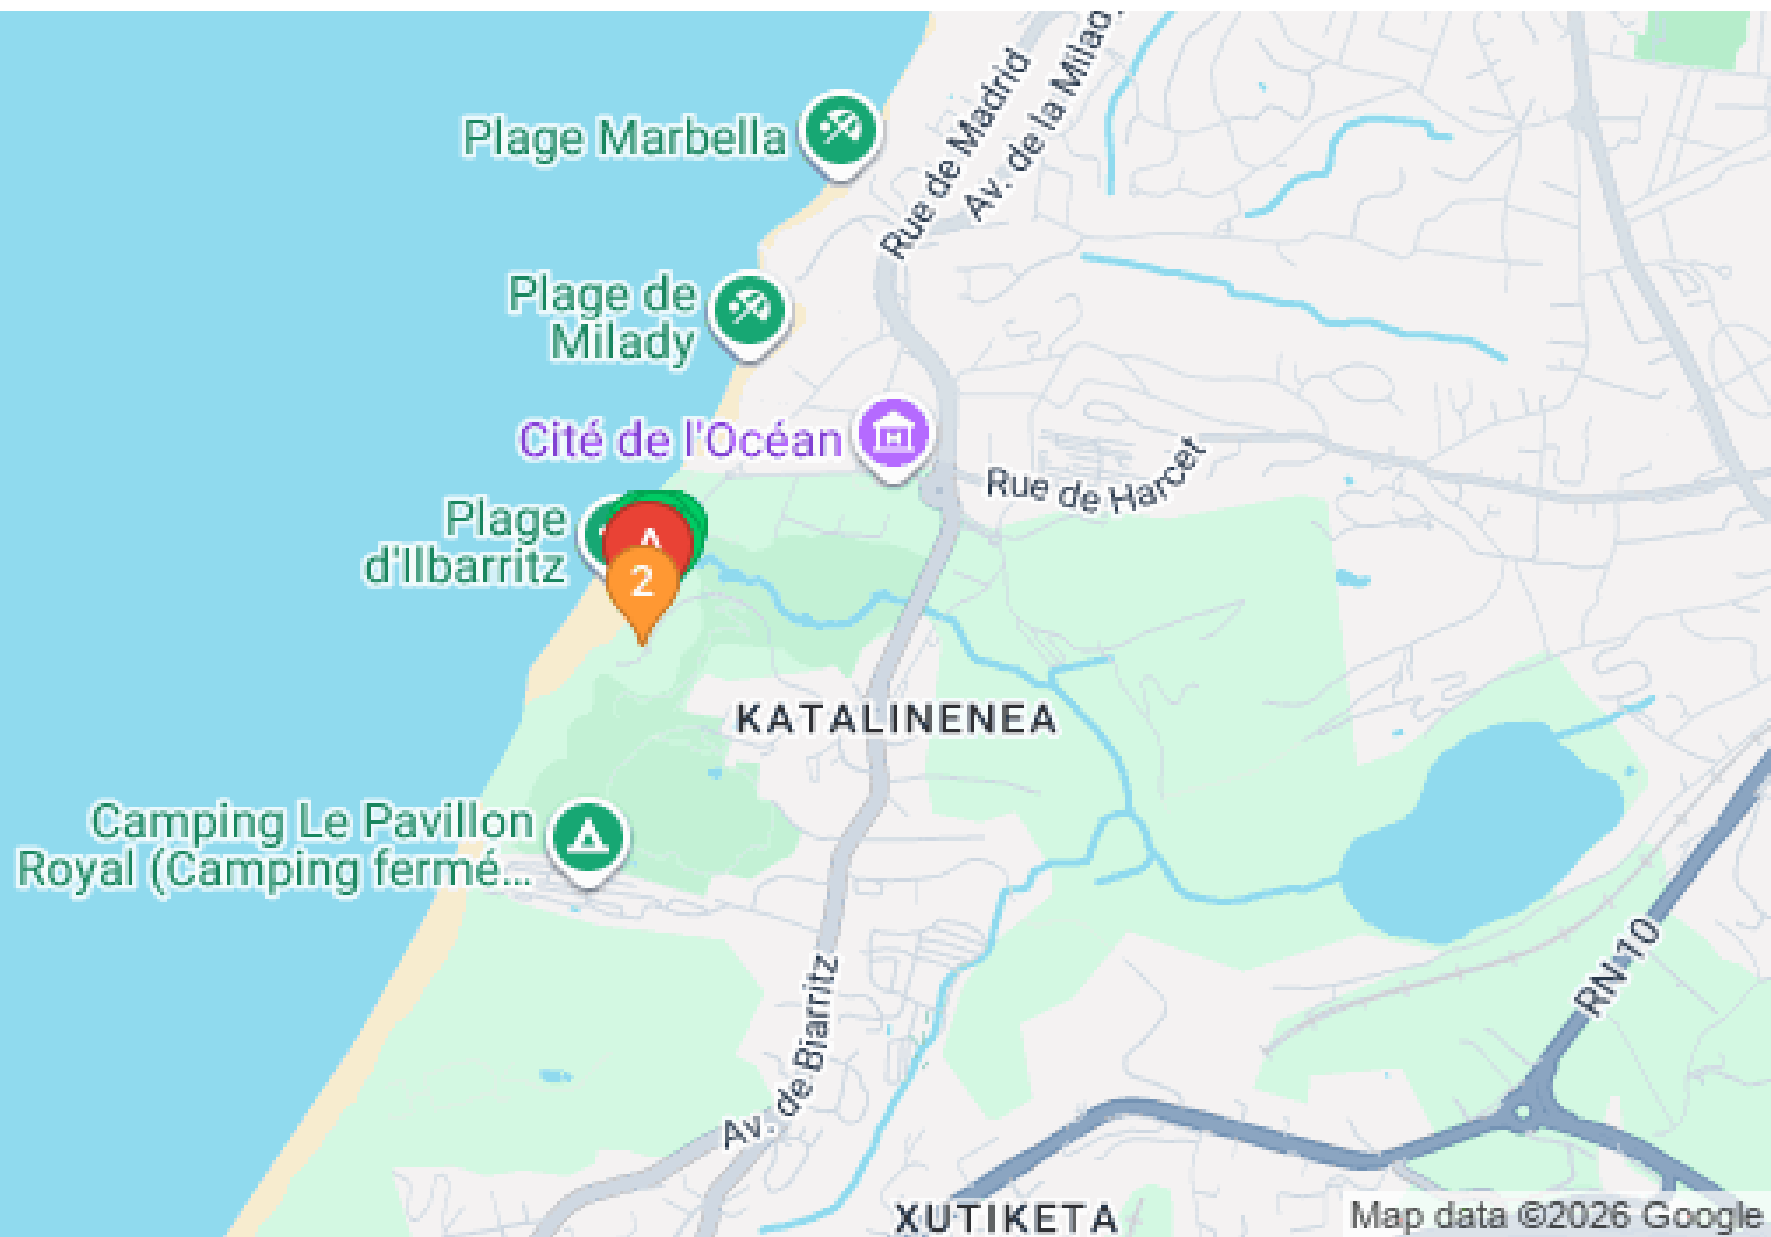 Rue de Madrid
Av. de la Milad
Plage Marbella
Plage de
Milady
Cité de l'Océan
Rue de Harcet
Plage
d'Ilbarritz
2
KATALINENEA
Camping Le Pavillon
Royal (Camping fermé...
RN-10
Av. de Biarritz
XUTIKETA
Map data ©2026 Google